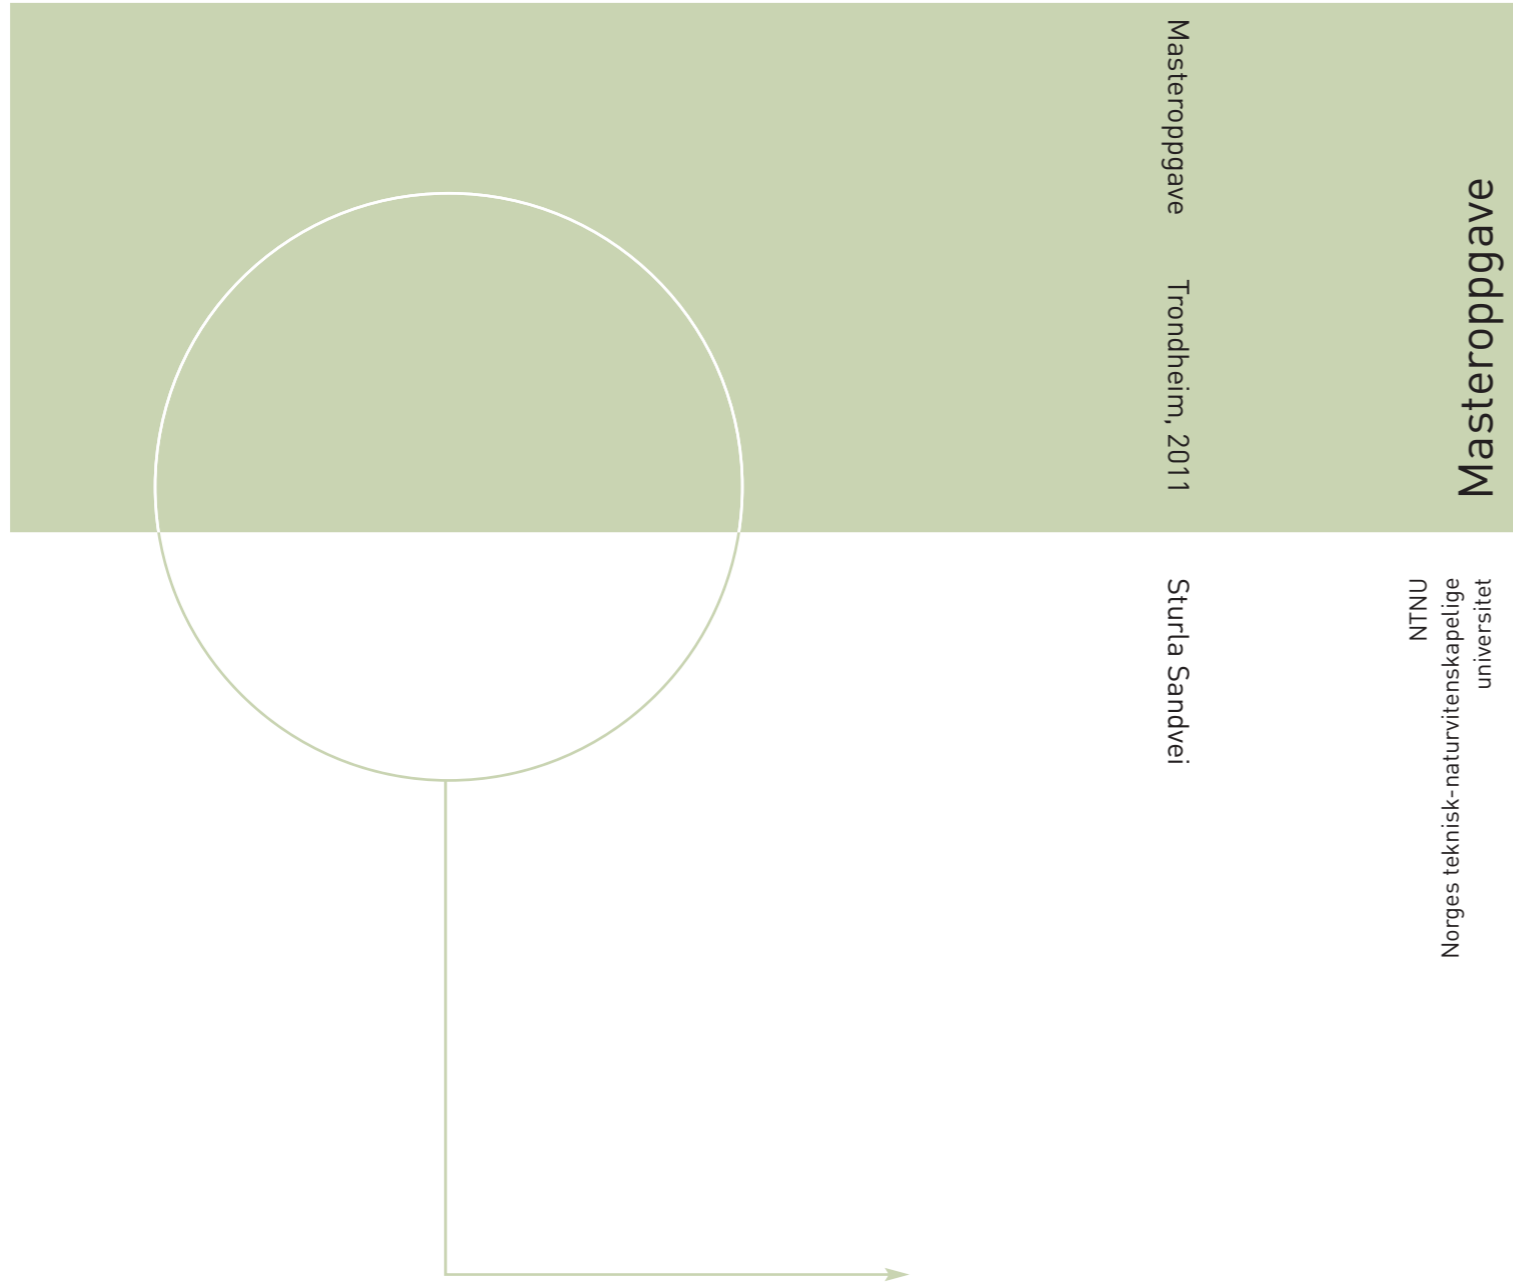 Masteroppgave
Trondheim, 2011
Sturla Sandvei
Masteroppgave
NTNU
Norges teknisk-naturvitenskapelige
universitet